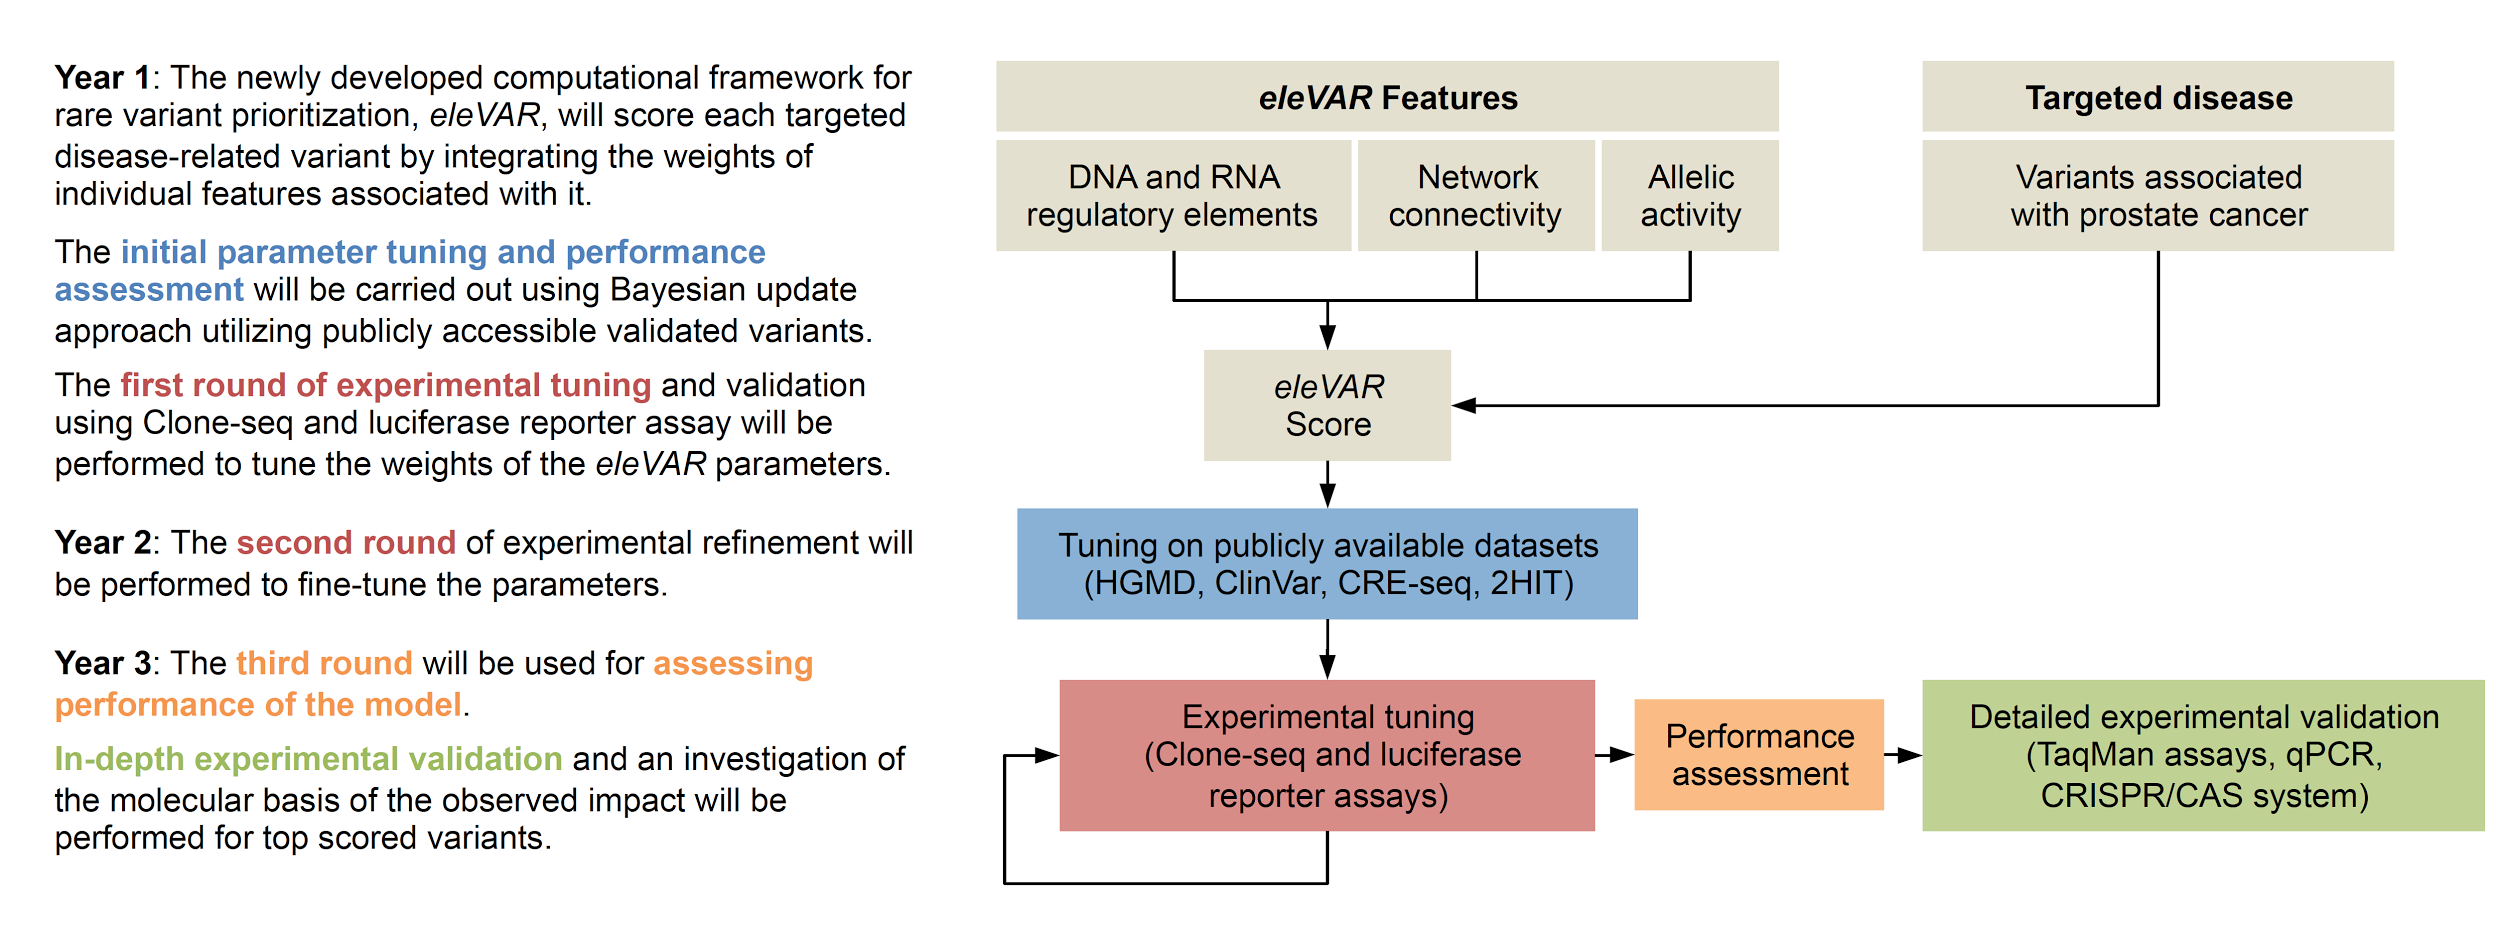 Year 1: The newly developed computational framework for
rare variant prioritization, eleVAR, will score each targeted
disease-related variant by integrating the weights of
individual features associated with it.
The initial parameter tuning and performance
assessment will be carried out using Bayesian update
approach utilizing publicly accessible validated variants.
The first round of experimental tuning and validation
using Clone-seq and luciferase reporter assay will be
performed to tune the weights of the eleVAR parameters.
Year 2: The second round of experimental refinement will
be performed to fine-tune the parameters.
Year 3: The third round will be used for assessing
performance of the model.
In-depth experimental validation and an investigation of
the molecular basis of the observed impact will be
performed for top scored variants.
eleVAR Features
DNA and RNA
regulatory elements
Network
connectivity
Allelic
activity
Targeted disease
Variants associated
with prostate cancer
eleVAR
Score
Tuning on publicly available datasets
(HGMD, ClinVar, CRE-seq, 2HIT)
Experimental tuning
(Clone-seq and luciferase
reporter assays)
Performance
assessment
Detailed experimental validation
(TaqMan assays, qPCR,
CRISPR/CAS system)